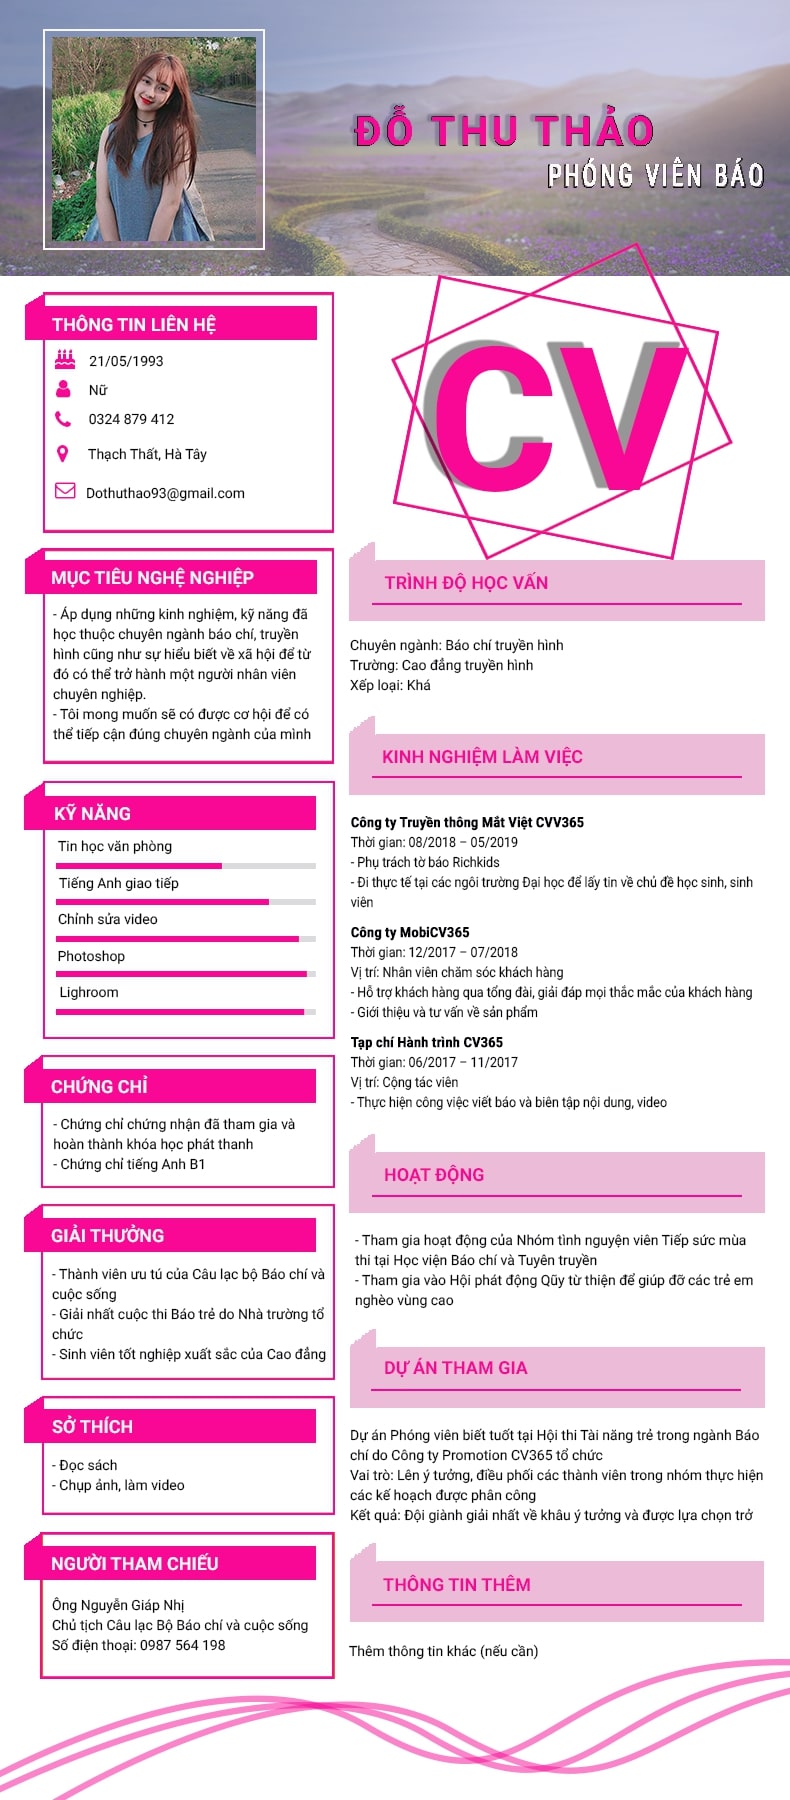 ĐỖ THU THẢO
PHÓNG VIÊN BÁO
CV
THÔNG TIN LIÊN HỆ
21/05/1993
Nữ
0324 879 412
Thạch Thất, Hà Tây
Dothuthao93@gmail.com
MỤC TIÊU NGHỆ NGHIỆP
- Áp dụng những kinh nghiệm, kỹ năng đã
học thuộc chuyên ngành báo chí, truyền
hình cũng như sự hiểu biết về xã hội để từ
đó có thể trở hành một người nhân viên
chuyên nghiệp.
- Tôi mong muốn sẽ có được cơ hội để có
thể tiếp cận đúng chuyên ngành của mình
KỸ NĂNG
Tin học văn phòng
Tiếng Anh giao tiếp
Chỉnh sửa video
Photoshop
Lighroom
CHỨNG CHỈ
- Chứng chỉ chứng nhận đã tham gia và
hoàn thành khóa học phát thanh
- Chứng chỉ tiếng Anh B1
GIẢI THƯỞNG
- Thành viên ưu tú của Câu lạc bộ Báo chí và
cuộc sống
- Giải nhất cuộc thi Báo trẻ do Nhà trường tổ
chức
- Sinh viên tốt nghiệp xuất sắc của Cao đẳng
SỞ THÍCH
- Đọc sách
- Chụp ảnh, làm video
NGƯỜI THAM CHIẾU
Ông Nguyễn Giáp Nhị
Chủ tịch Câu lạc Bộ Báo chí và cuộc sống
Số điện thoại: 0987 564 198
TRÌNH ĐỘ HỌC VẤN
Chuyên ngành: Báo chí truyền hình
Trường: Cao đẳng truyền hình
Xếp loại: Khá
KINH NGHIỆM LÀM VIỆC
Công ty Truyền thông Mắt Việt CVV365
Thời gian: 08/2018 – 05/2019
- Phụ trách tờ báo Richkids
- Đi thực tế tại các ngôi trường Đại học để lấy tin về chủ đề học sinh, sinh
viên
Công ty MobiCV365
Thời gian: 12/2017 – 07/2018
Vị trí: Nhân viên chăm sóc khách hàng
- Hỗ trợ khách hàng qua tổng đài, giải đáp mọi thắc mắc của khách hàng
- Giới thiệu và tư vấn về sản phẩm
Tạp chí Hành trình CV365
Thời gian: 06/2017 – 11/2017
Vị trí: Cộng tác viên
- Thực hiện công việc viết báo và biên tập nội dung, video
HOẠT ĐỘNG
- Tham gia hoạt động của Nhóm tình nguyện viên Tiếp sức mùa
thi tại Học viện Báo chí và Tuyên truyền
- Tham gia vào Hội phát động Qũy từ thiện để giúp đỡ các trẻ em
nghèo vùng cao
DỰ ÁN THAM GIA
Dự án Phóng viên biết tuốt tại Hội thi Tài năng trẻ trong ngành Báo
chí do Công ty Promotion CV365 tổ chức
Vai trò: Lên ý tưởng, điều phối các thành viên trong nhóm thực hiện
các kế hoạch được phân công
Kết quả: Đội giành giải nhất về khâu ý tưởng và được lựa chọn trở
THÔNG TIN THÊM
Thêm thông tin khác (nếu cần)